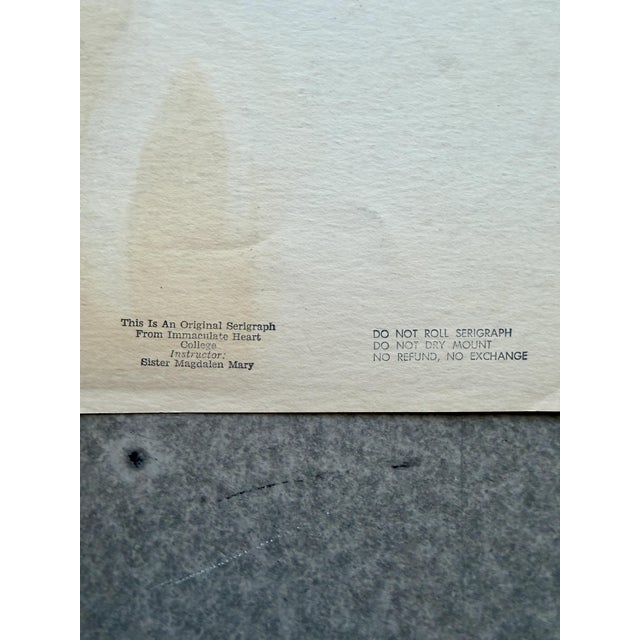 This Is An Original Serigraph
From Immaculate Heart
College
Instructor:
Sister Magdalen Mary
DO NOT ROLL SERIGRAPH
DO NOT DRY MOUNT
NO REFUND, NO EXCHANGE